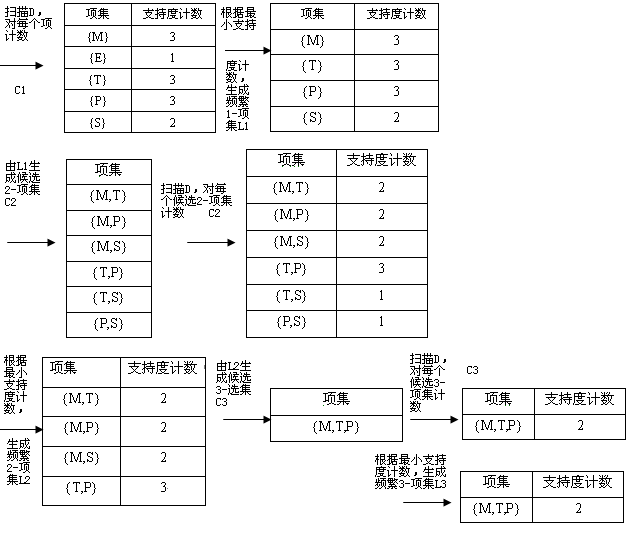 扫描D，
对每个项
计数
C1
项集 支持度计数
{M} 3
{E} 1
{T} 3
{P} 3
{S} 2
根据最
小支持
度计
数，
生成
频繁
1-项
集L1
项集 支持度计数
{M} 3
{T} 3
{P} 3
{S} 2
由L1生
成候选
2-项集
C2
项集
{M,T}
{M,P}
{M,S}
{T,P}
{T,S}
{P,S}
扫描D，对每
个候选2-项集
计数 C2
项集 支持度计数
{M,T} 2
{M,P} 2
{M,S} 2
{T,P} 3
{T,S} 1
{P,S} 1
根据
最小
支持
度计
数，
生成
频繁
2-项
集L2
项集 支持度计数
{M,T} 2
{M,P} 2
{M,S} 2
{T,P} 3
由L2生
成候选
3-选集
C3
项集
{M,T,P}
扫描D，
对每个
候选3-
项集计
数
C3
项集 支持度计数
{M,T,P} 2
根据最小支持
度计数，生成
频繁3-项集L3
项集 支持度计数
{M,T,P} 2